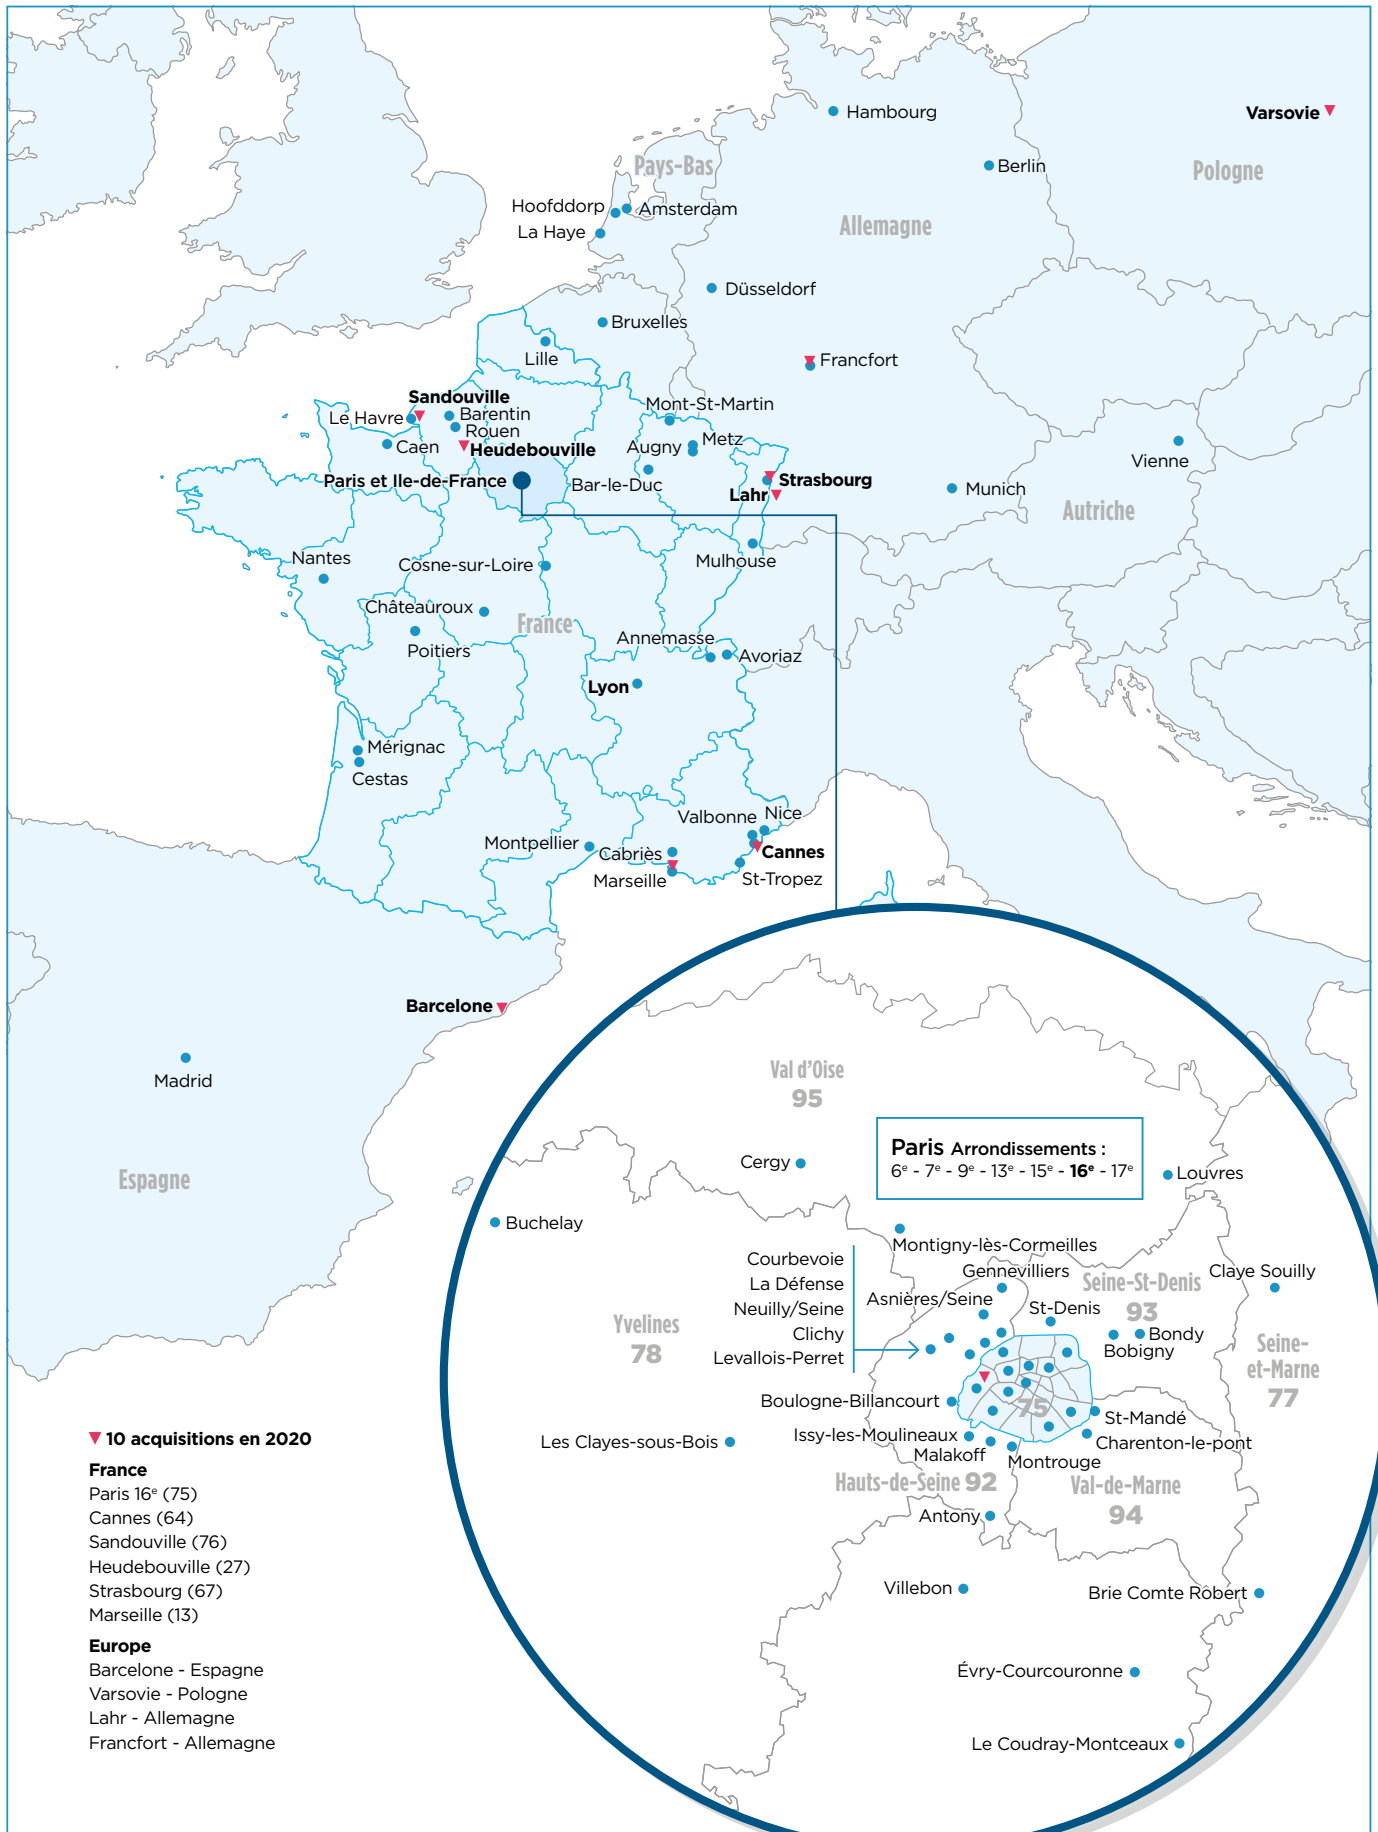 Hambourg
Varsovie
Berlin
Pays-Bas
Pologne
Hoofddorp
Amsterdam
La Haye
Allemagne
Düsseldorf
Bruxelles
Lille
Francfort
Sandouville
Mont-St-Martin
Le Havre
Barentin
Rouen
Caen
Heudebouville
Augny
Metz
Vienne
Paris et Ile-de-France
Bar-le-Duc
Strasbourg
Lahr
Munich
Autriche
Nantes
Cosne-sur-Loire
Mulhouse
Châteauroux
France
Annemasse
Poitiers
Avoriaz
Lyon
Mérignac
Cestas
Valbonne
Nice
Montpellier
Cabriès
Cannes
Marseille
St-Tropez
Barcelone
Madrid
Espagne
Val d'Oise
95
Paris Arrondissements :
6e - 7e - 9e - 13e - 15e - 16e - 17e
Cergy
Louvres
Buchelay
Montigny-lès-Cormeilles
Courbevoie
La Défense
Neuilly/Seine
Clichy
Levallois-Perret
Gennevilliers
Asnières/Seine
St-Denis
Seine-St-Denis
93
Claye Souilly
Bondy
Bobigny
Yvelines
78
Seine-
et-Marne
77
Boulogne-Billancourt
75
St-Mandé
Issy-les-Moulineaux
Charenton-le-pont
Malakoff
Montrouge
Les Clayes-sous-Bois
Hauts-de-Seine 92
Val-de-Marne
94
Antony
Villebon
Brie Comte Robert
Évry-Courcouronne
Le Coudray-Montceaux
10 acquisitions en 2020
France
Paris 16e (75)
Cannes (64)
Sandouville (76)
Heudebouville (27)
Strasbourg (67)
Marseille (13)
Europe
Barcelone - Espagne
Varsovie - Pologne
Lahr - Allemagne
Francfort - Allemagne